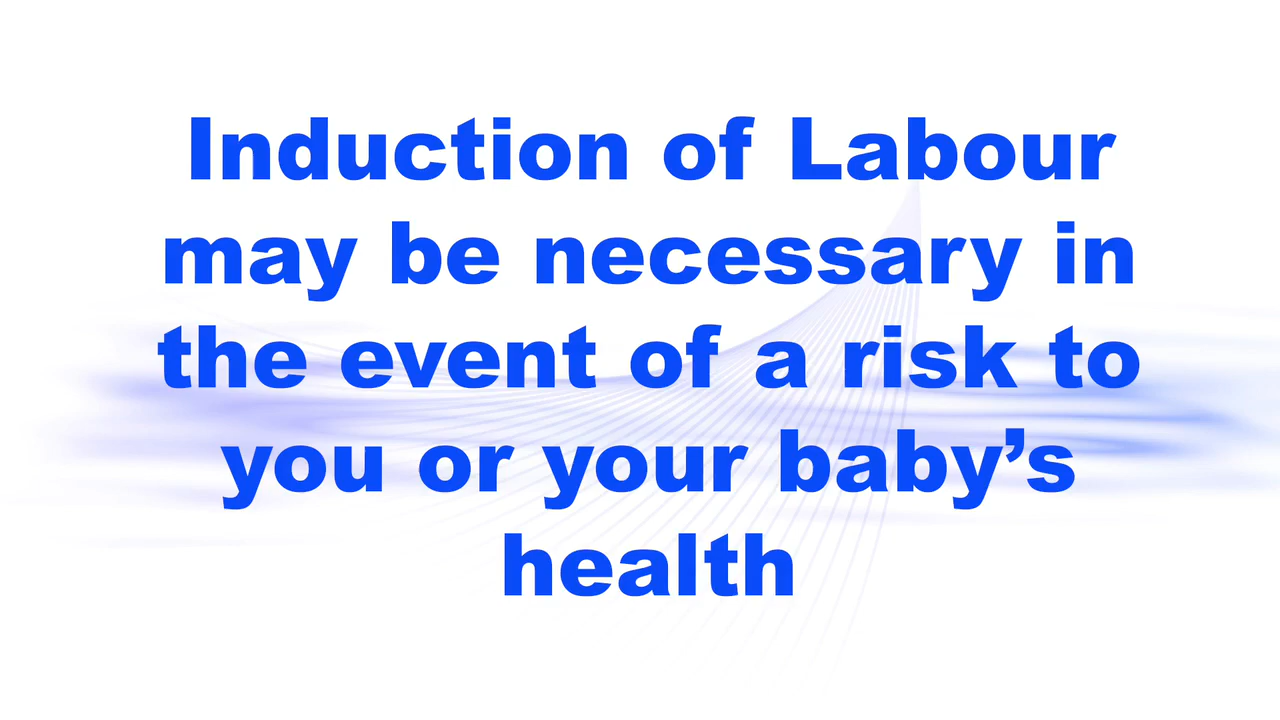 Induction of Labour
may be necessary in
the event of a risk to
you or your baby’s
health